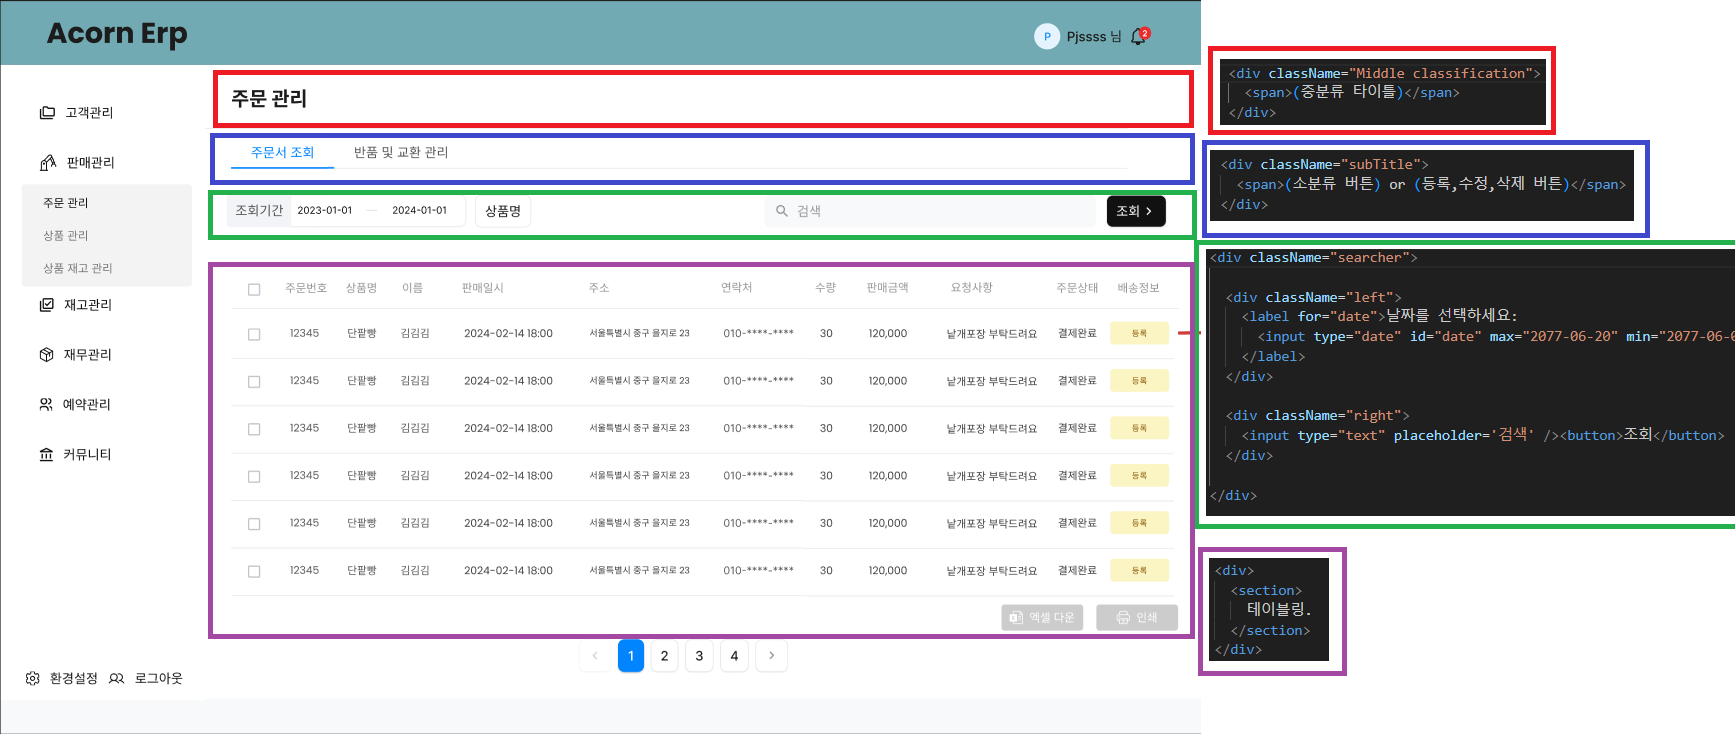 Acorn Erp
P Pjssss 님 2
고객관리
판매관리
주문 관리
상품 관리
상품 재고 관리
재고관리
재무관리
예약관리
커뮤니티
환경설정 로그아웃
주문 관리
주문서 조회 반품 및 교환 관리
조회기간 2023-01-01 — 2024-01-01 상품명 검색 조회 >
주문번호 상품명 이름 판매일시 주소 연락처 수량 판매금액 요청사항 주문상태 배송정보
12345 단팥빵 김김김 2024-02-14 18:00 서울특별시 중구 을지로 23 010-****-**** 30 120,000 낱개포장 부탁드려요 결제완료 등록
12345 단팥빵 김김김 2024-02-14 18:00 서울특별시 중구 을지로 23 010-****-**** 30 120,000 낱개포장 부탁드려요 결제완료 등록
12345 단팥빵 김김김 2024-02-14 18:00 서울특별시 중구 을지로 23 010-****-**** 30 120,000 낱개포장 부탁드려요 결제완료 등록
12345 단팥빵 김김김 2024-02-14 18:00 서울특별시 중구 을지로 23 010-****-**** 30 120,000 낱개포장 부탁드려요 결제완료 등록
12345 단팥빵 김김김 2024-02-14 18:00 서울특별시 중구 을지로 23 010-****-**** 30 120,000 낱개포장 부탁드려요 결제완료 등록
12345 단팥빵 김김김 2024-02-14 18:00 서울특별시 중구 을지로 23 010-****-**** 30 120,000 낱개포장 부탁드려요 결제완료 등록
엑셀 다운 인쇄
< 1 2 3 4 >
<div className="Middle classification">
<span>(중분류 타이틀)</span>
</div>
<div className="subTitle">
<span>(소분류 버튼) or (등록,수정,삭제 버튼)</span>
</div>
<div className="searcher">
<div className="left">
<label for="date">날짜를 선택하세요:
<input type="date" id="date" max="2077-06-20" min="2077-06-0
</label>
</div>
<div className="right">
<input type="text" placeholder='검색' /><button>조회</button>
</div>
</div>
<div>
<section>
테이블링.
</section>
</div>